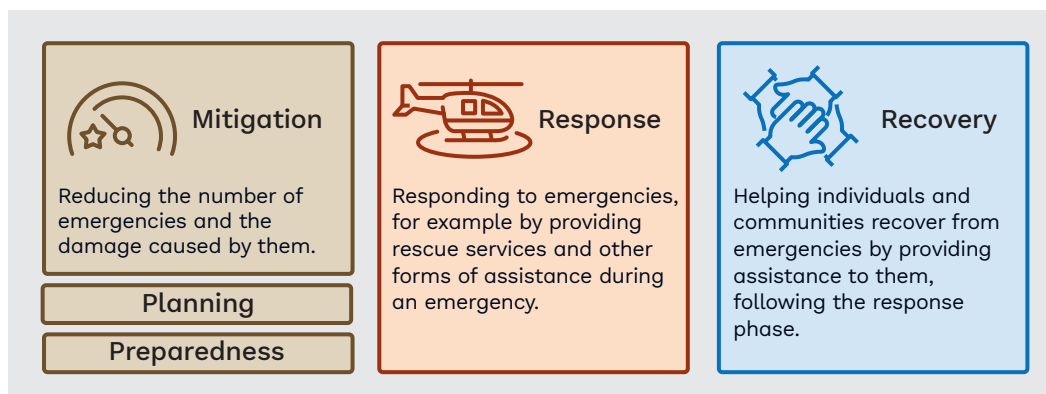 Mitigation
Reducing the number of
emergencies and the
damage caused by them.
Planning
Preparedness
Response
Responding to emergencies,
for example by providing
rescue services and other
forms of assistance during
an emergency.
Recovery
Helping individuals and
communities recover from
emergencies by providing
assistance to them,
following the response
phase.